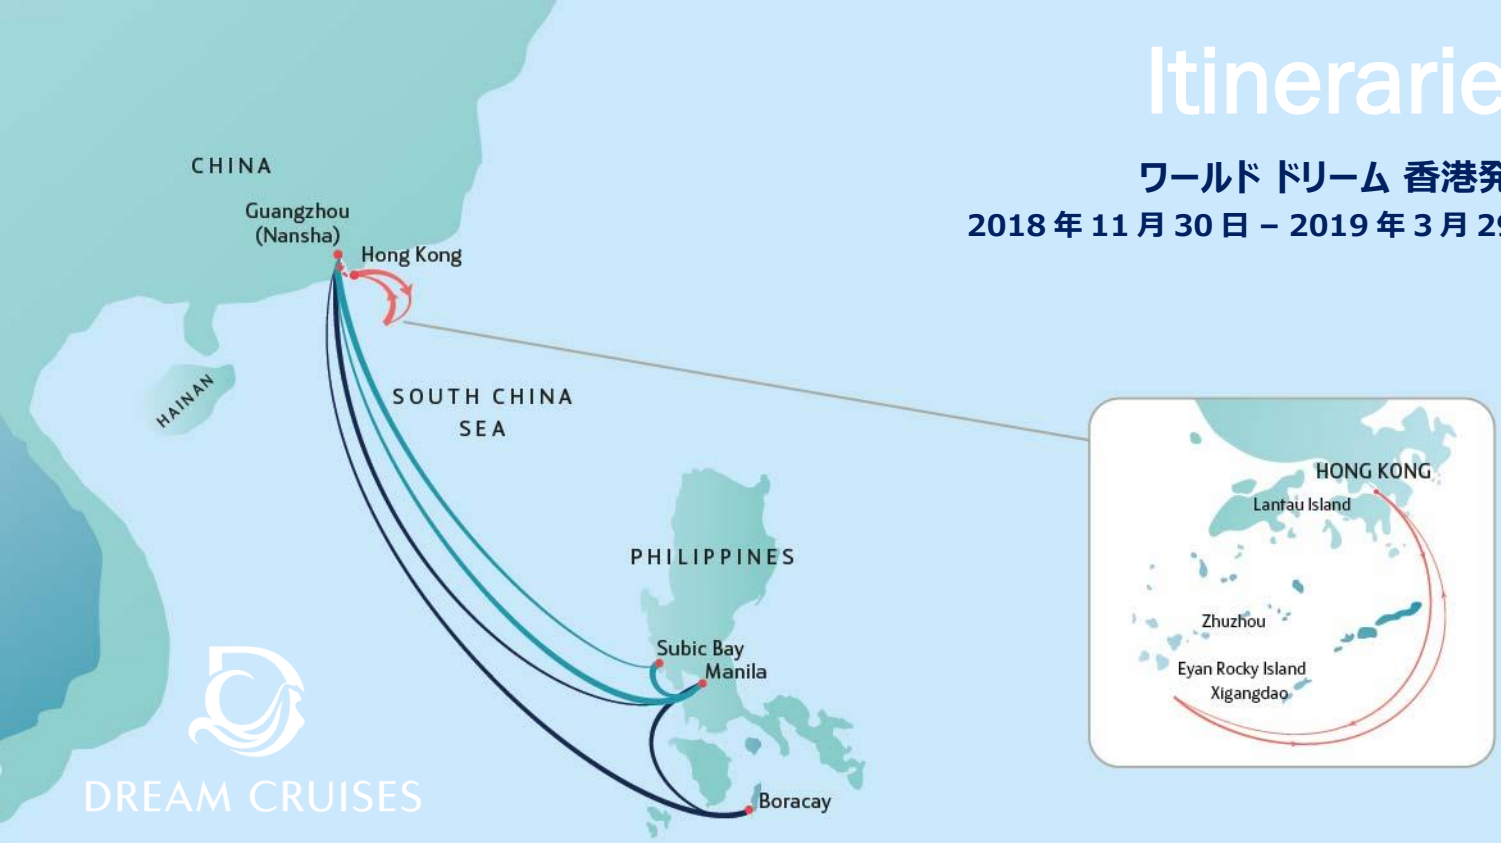 Itinerarie
ワールド ドリーム 香港発
2018 年 11 月 30 日 – 2019 年 3 月 29
CHINA
Guangzhou
(Nansha)
Hong Kong
HAINAN
SOUTH CHINA
SEA
PHILIPPINES
Subic Bay
Manila
Boracay
HONG KONG
Lantau Island
Zhuzhou
Eyan Rocky Island
Xigangdao
DREAM CRUISES